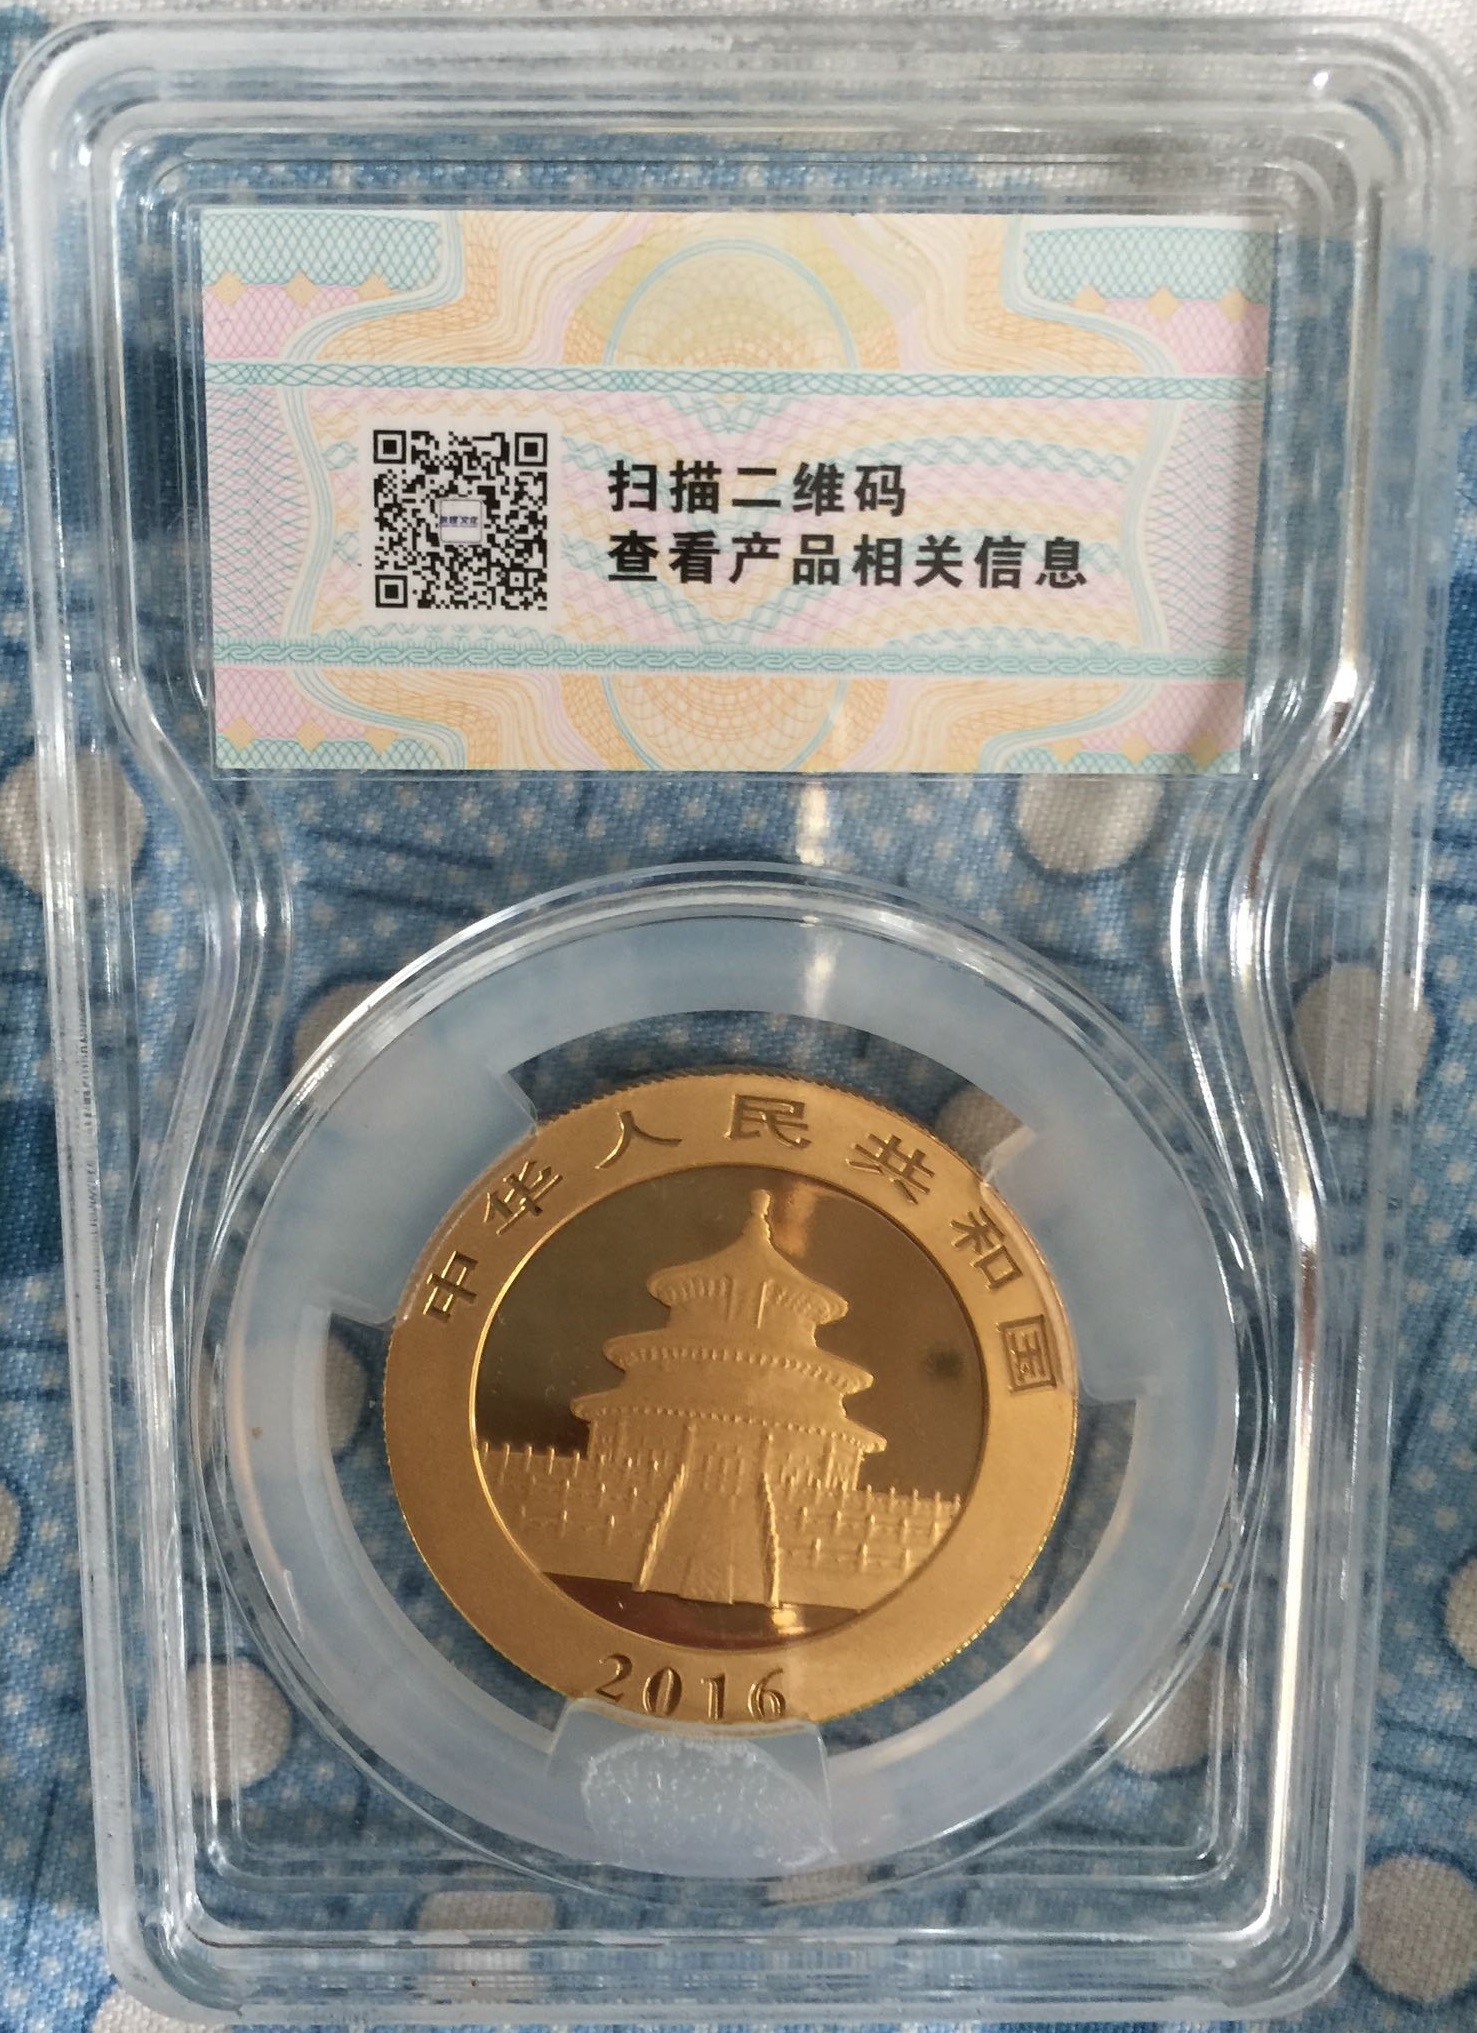 扫描二维码
查看产品相关信息
中华人民共和国
2016